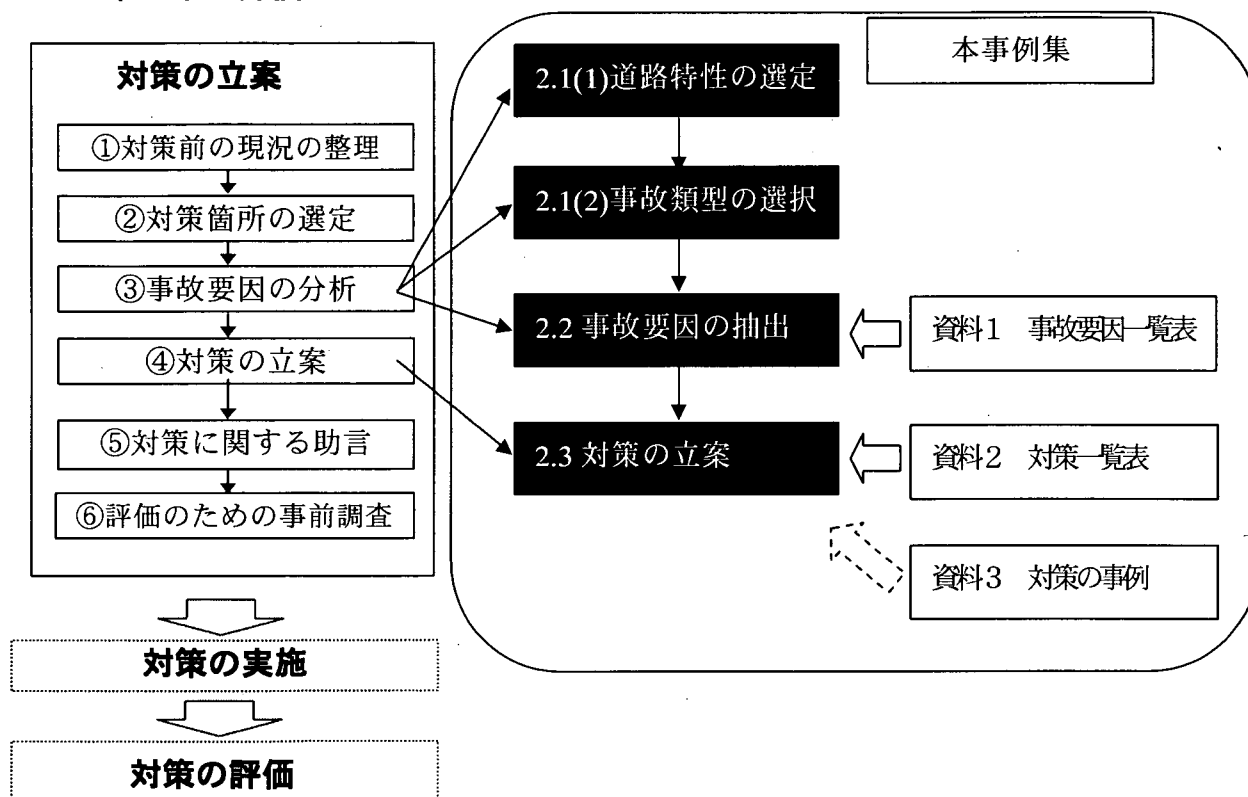 対策の立案
①対策前の現況の整理
②対策箇所の選定
③事故要因の分析
④対策の立案
⑤対策に関する助言
⑥評価のための事前調査
対策の実施
対策の評価
本事例集
2.1(1)道路特性の選定
2.1(2)事故類型の選択
2.2 事故要因の抽出
2.3 対策の立案
資料1 事故要因一覧表
資料2 対策一覧表
資料3 対策の事例